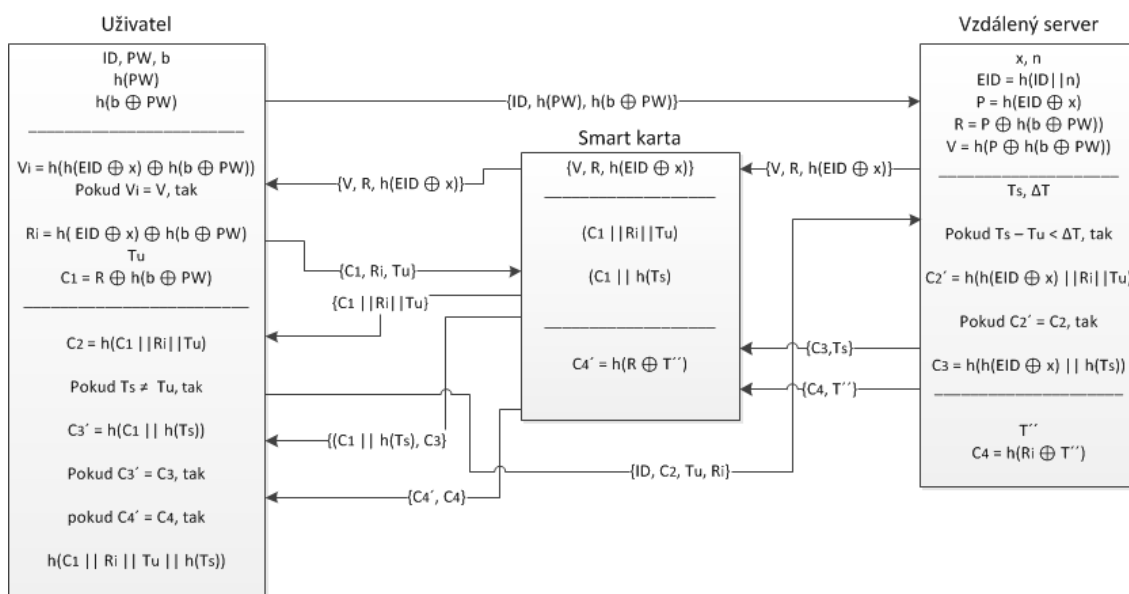 Uživatel
ID, PW, b
h(PW)
h(b ⊕ PW)
Vi = h(h(EID ⊕ x) ⊕ h(b ⊕ PW))
Pokud Vi = V, tak
Ri = h( EID ⊕ x) ⊕ h(b ⊕ PW)
Tu
C1 = R ⊕ h(b ⊕ PW)
C2 = h(C1 ||Ri||Tu)
Pokud Ts ≠ Tu, tak
C3´ = h(C1 || h(Ts))
Pokud C3´ = C3, tak
pokud C4´ = C4, tak
h(C1 || Ri || Tu || h(Ts))
{ID, h(PW), h(b ⊕ PW)}
{V, R, h(EID ⊕ x)}
{C1, Ri, Tu}
{C1 ||Ri||Tu}
{(C1 || h(Ts), C3}
{C4´, C4}
Smart karta
{V, R, h(EID ⊕ x)}
(C1 ||Ri||Tu)
(C1 || h(Ts)
C4´ = h(R ⊕ T´´)
{V, R, h(EID ⊕ x)}
{C3,Ts}
{C4, T´´}
{ID, C2, Tu, Ri}
Vzdálený server
x, n
EID = h(ID||n)
P = h(EID ⊕ x)
R = P ⊕ h(b ⊕ PW))
V = h(P ⊕ h(b ⊕ PW))
Ts, ΔT
Pokud Ts – Tu < ΔT, tak
C2´ = h(h(EID ⊕ x) ||Ri||Tu)
Pokud C2´ = C2, tak
C3 = h(h(EID ⊕ x) || h(Ts))
T´´
C4 = h(Ri ⊕ T´´)